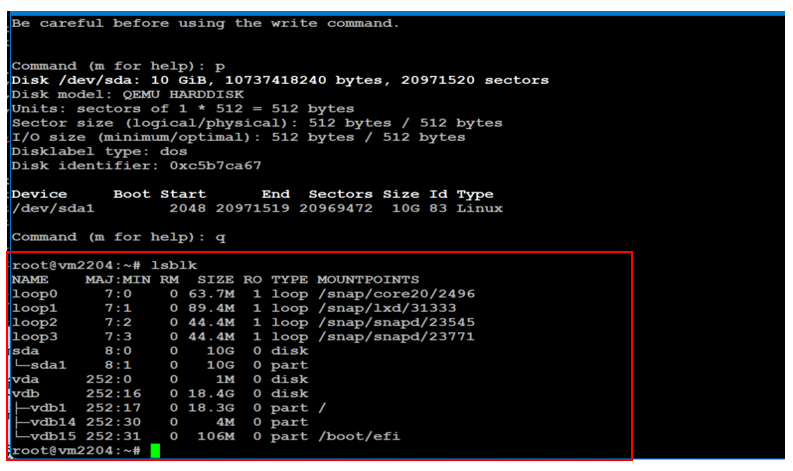 Be careful before using the write command.
Command (m for help): p
Disk /dev/sda: 10 GiB, 10737418240 bytes, 20971520 sectors
Disk model: QEMU HARDDISK
Units: sectors of 1 * 512 = 512 bytes
Sector size (logical/physical): 512 bytes / 512 bytes
I/O size (minimum/optimal): 512 bytes / 512 bytes
Disklabel type: dos
Disk identifier: 0xc5b7ca67
Device     Boot Start      End  Sectors Size Id Type
/dev/sda1        2048 20971519 20969472  10G 83 Linux
Command (m for help): q
root@vm2204:~# lsblk
NAME    MAJ:MIN RM  SIZE RO TYPE MOUNTPOINTS
loop0     7:0    0 63.7M  1 loop /snap/core20/2496
loop1     7:1    0 89.4M  1 loop /snap/lxd/31333
loop2     7:2    0 44.4M  1 loop /snap/snapd/23545
loop3     7:3    0 44.4M  1 loop /snap/snapd/23771
sda       8:0    0   10G  0 disk
└─sda1    8:1    0   10G  0 part
vda     252:0    0    1M  0 disk
vdb     252:16   0 18.4G  0 disk
├─vdb1  252:17   0 18.3G  0 part /
├─vdb14 252:30   0    4M  0 part
└─vdb15 252:31   0  106M  0 part /boot/efi
root@vm2204:~#